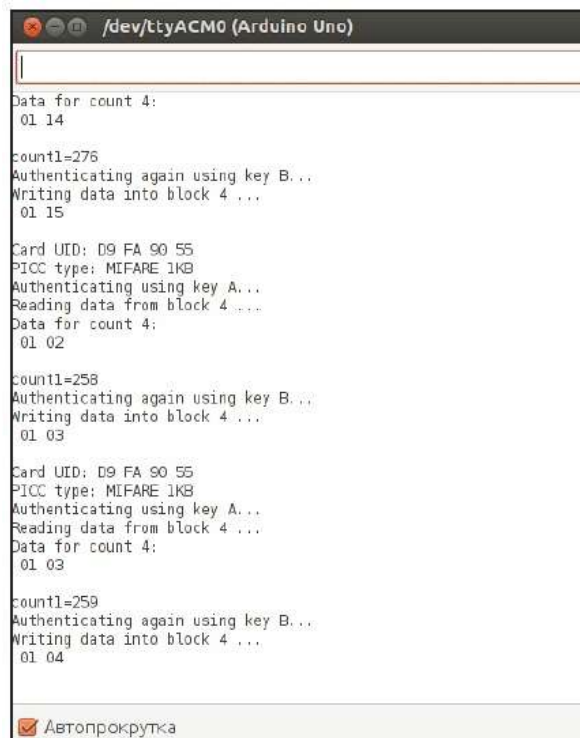 /dev/ttyACM0 (Arduino Uno)
Data for count 4:
01 14
count1=276
Authenticating again using key B...
Writing data into block 4 ...
01 15
Card UID: D9 FA 90 55
PICC type: MIFARE 1KB
Authenticating using key A...
Reading data from block 4 ...
Data for count 4:
01 02
count1=258
Authenticating again using key B...
Writing data into block 4 ...
01 03
Card UID: D9 FA 90 55
PICC type: MIFARE 1KB
Authenticating using key A...
Reading data from block 4 ...
Data for count 4:
01 03
count1=259
Authenticating again using key B...
Writing data into block 4 ...
01 04
Автопрокрутка